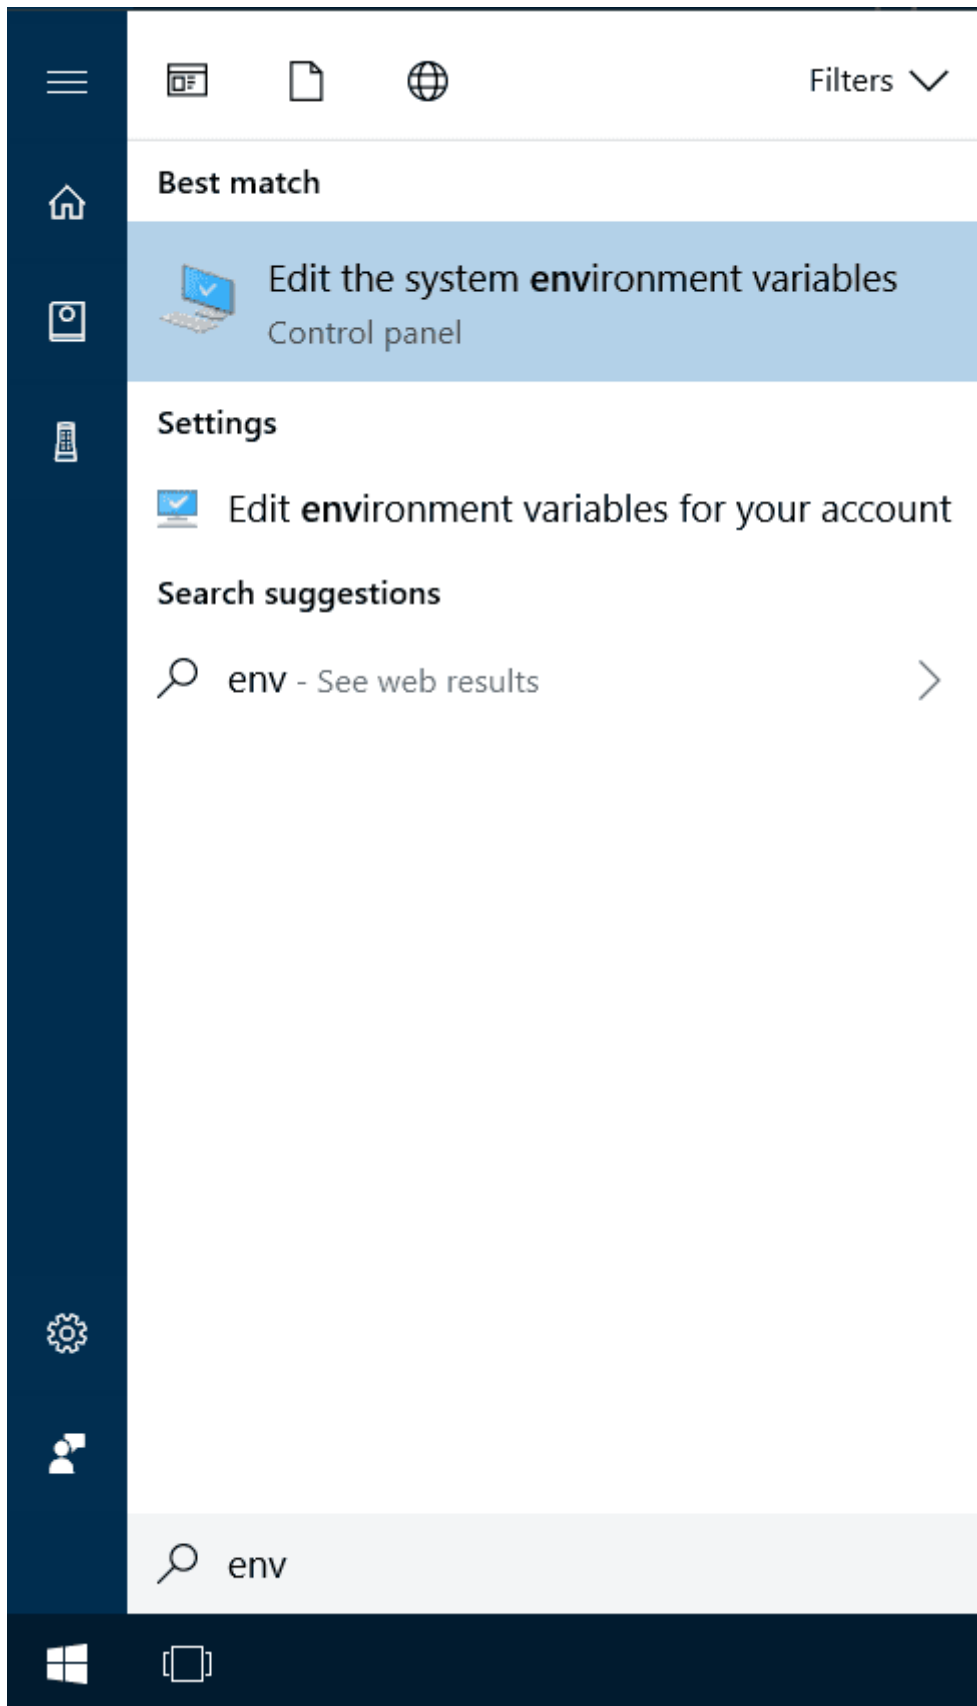 Filters
Best match
Edit the system environment variables
Control panel
Settings
Edit environment variables for your account
Search suggestions
env - See web results
env